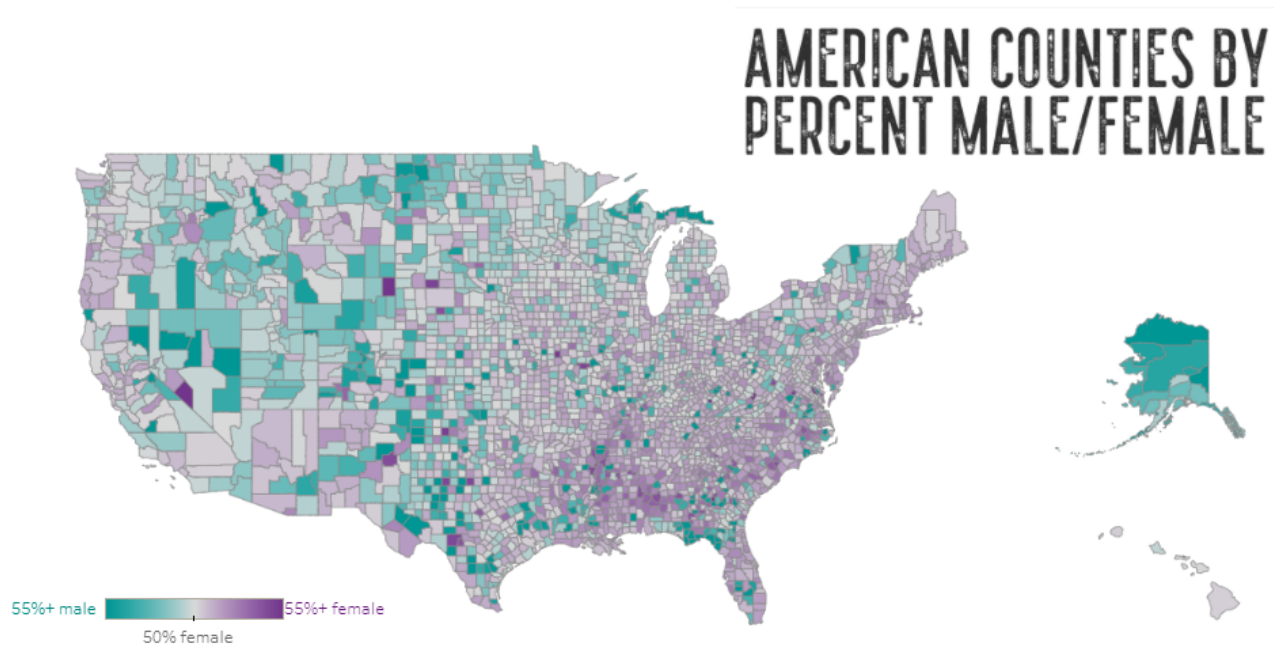 AMERICAN COUNTIES BY
PERCENT MALE/FEMALE
55%+ male
55%+ female
50% female